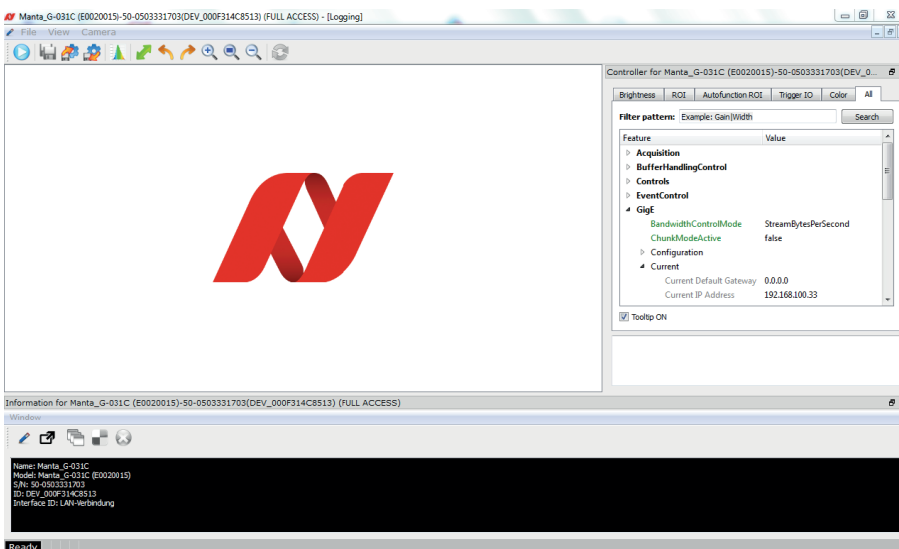 Manta_G-031C (E0020015)-50-0503331703(DEV_000F314C8513) (FULL ACCESS) - [Logging]
File View Camera
Controller for Manta_G-031C (E0020015)-50-0503331703(DEV_0...
Brightness ROI Autofunction ROI Trigger IO Color All
Filter pattern: Example: Gain|Width Search
Feature Value
Acquisition
BufferHandlingControl
Controls
EventControl
GigE
BandwidthControlMode StreamBytesPerSecond
ChunkModeActive false
Configuration
Current
Current Default Gateway 0.0.0.0
Current IP Address 192.168.100.33
Tooltip ON
Information for Manta_G-031C (E0020015)-50-0503331703(DEV_000F314C8513) (FULL ACCESS)
Window
Name: Manta_G-031C
Model: Manta_G-031C (E0020015)
S/N: 50-0503331703
ID: DEV_000F314C8513
Interface ID: LAN-Verbindung
Ready